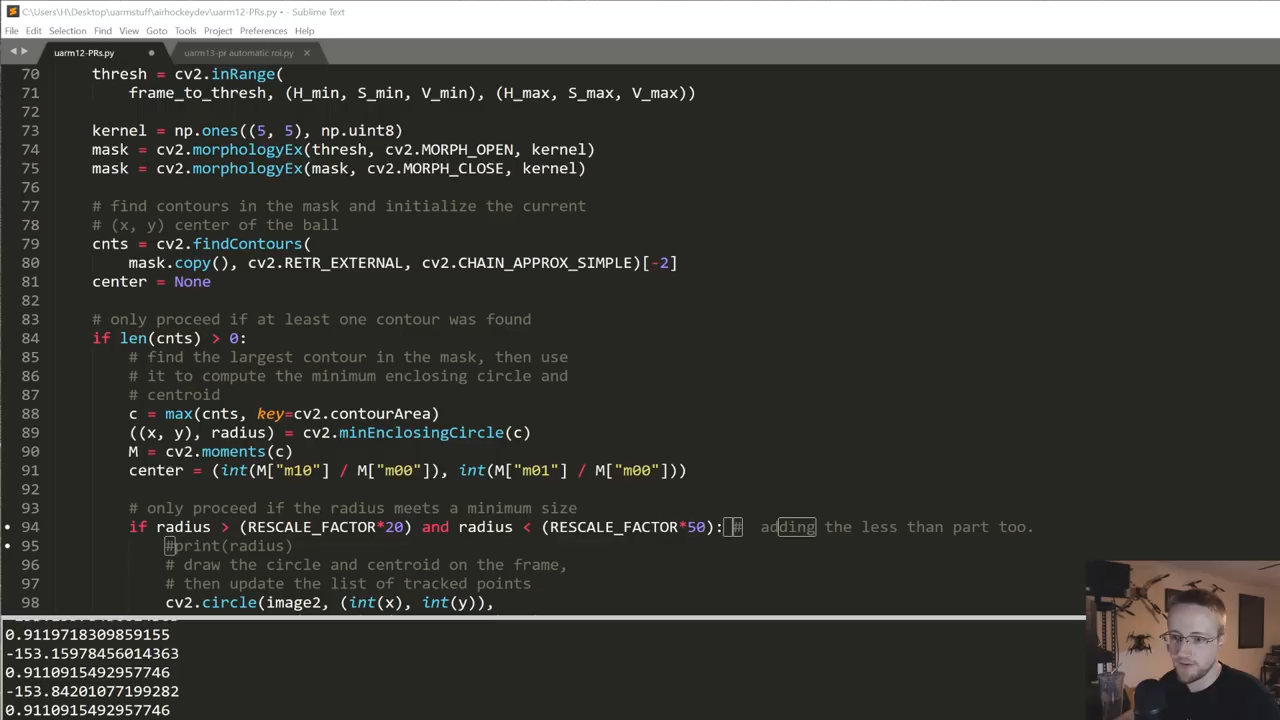 C:\Users\H\Desktop\uarmstuff\airhockeydev\uarm12-PRs.py • - Sublime Text
File Edit Selection Find View Goto Tools Project Preferences Help
uarm12-PRs.py uarm13-pr automatic roi.py ×
70 thresh = cv2.inRange(
71 frame_to_thresh, (H_min, S_min, V_min), (H_max, S_max, V_max))
72
73 kernel = np.ones((5, 5), np.uint8)
74 mask = cv2.morphologyEx(thresh, cv2.MORPH_OPEN, kernel)
75 mask = cv2.morphologyEx(mask, cv2.MORPH_CLOSE, kernel)
76
77 # find contours in the mask and initialize the current
78 # (x, y) center of the ball
79 cnts = cv2.findContours(
80 mask.copy(), cv2.RETR_EXTERNAL, cv2.CHAIN_APPROX_SIMPLE)[-2]
81 center = None
82
83 # only proceed if at least one contour was found
84 if len(cnts) > 0:
85 # find the largest contour in the mask, then use
86 # it to compute the minimum enclosing circle and
87 # centroid
88 c = max(cnts, key=cv2.contourArea)
89 ((x, y), radius) = cv2.minEnclosingCircle(c)
90 M = cv2.moments(c)
91 center = (int(M["m10"] / M["m00"]), int(M["m01"] / M["m00"]))
92
93 # only proceed if the radius meets a minimum size
94 if radius > (RESCALE_FACTOR*20) and radius < (RESCALE_FACTOR*50): # adding the less than part too.
95 #print(radius)
96 # draw the circle and centroid on the frame,
97 # then update the list of tracked points
98 cv2.circle(image2, (int(x), int(y)),
0.9119718309859155
-153.15978456014363
0.9110915492957746
-153.84201077199282
0.9110915492957746